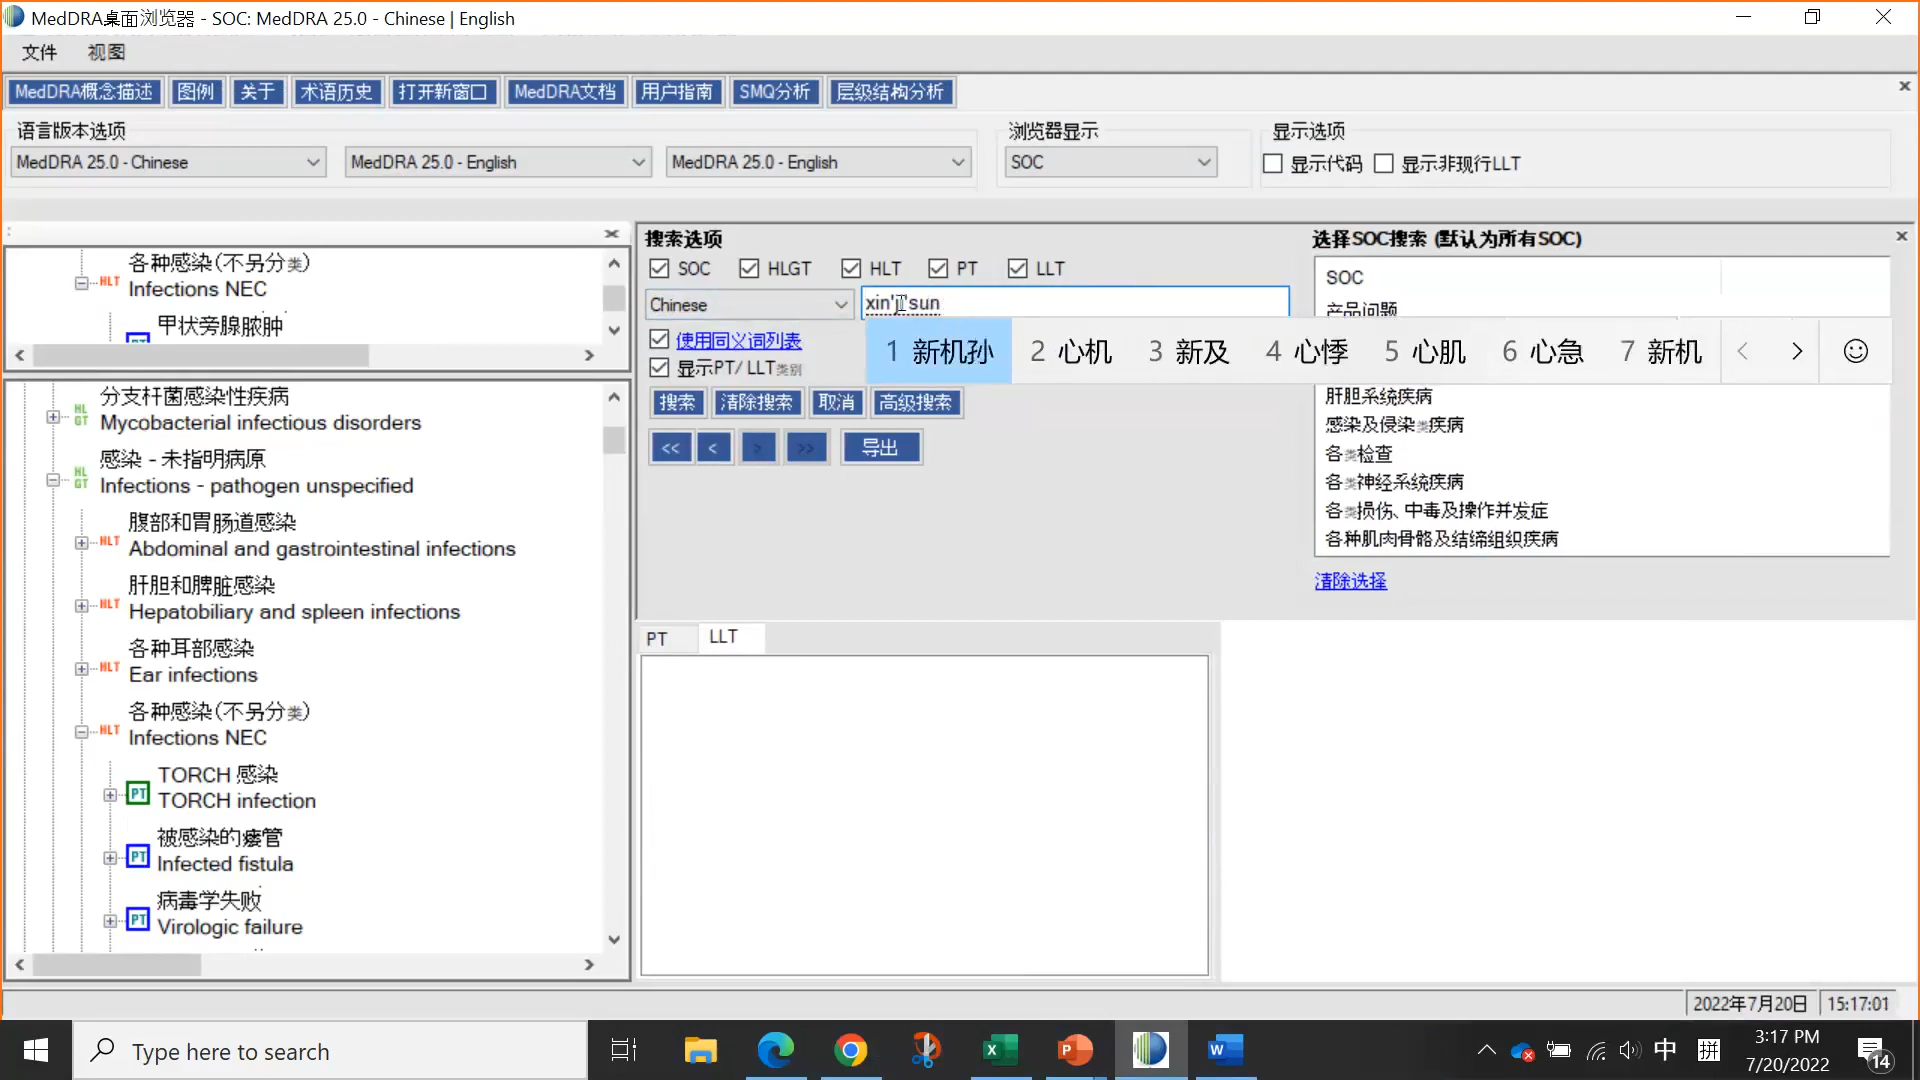 MedDRA桌面浏览器 - SOC: MedDRA 25.0 - Chinese | English
文件 视图
MedDRA概念描述 图例 关于 术语历史 打开新窗口 MedDRA文档 用户指南 SMQ分析 层级结构分析
语言版本选项 浏览器显示 显示选项
MedDRA 25.0 - Chinese MedDRA 25.0 - English MedDRA 25.0 - English SOC 显示代码 显示非现行LLT
各种感染(不另分类)
HLT
Infections NEC
甲状旁腺脓肿
分支杆菌感染性疾病
HLGT
Mycobacterial infectious disorders
感染 - 未指明病原
HLGT
Infections - pathogen unspecified
腹部和胃肠道感染
HLT
Abdominal and gastrointestinal infections
肝胆和脾脏感染
HLT
Hepatobiliary and spleen infections
各种耳部感染
HLT
Ear infections
各种感染(不另分类)
HLT
Infections NEC
TORCH 感染
PT
TORCH infection
被感染的瘘管
PT
Infected fistula
病毒学失败
PT
Virologic failure
搜索选项
SOC HLGT HLT PT LLT
Chinese xin'j'sun
使用同义词列表
1 新机孙 2 心机 3 新及 4 心悸 5 心肌 6 心急 7 新机
显示PT/ LLT类别
搜索 清除搜索 取消 高级搜索
<< < > >> 导出
选择SOC搜索 (默认为所有SOC)
SOC
产品问题
肝胆系统疾病
感染及侵染类疾病
各类检查
各类神经系统疾病
各类损伤、中毒及操作并发症
各种肌肉骨骼及结缔组织疾病
清除选择
PT LLT
2022年7月20日 15:17:01
Type here to search
中 拼
3:17 PM
7/20/2022
14